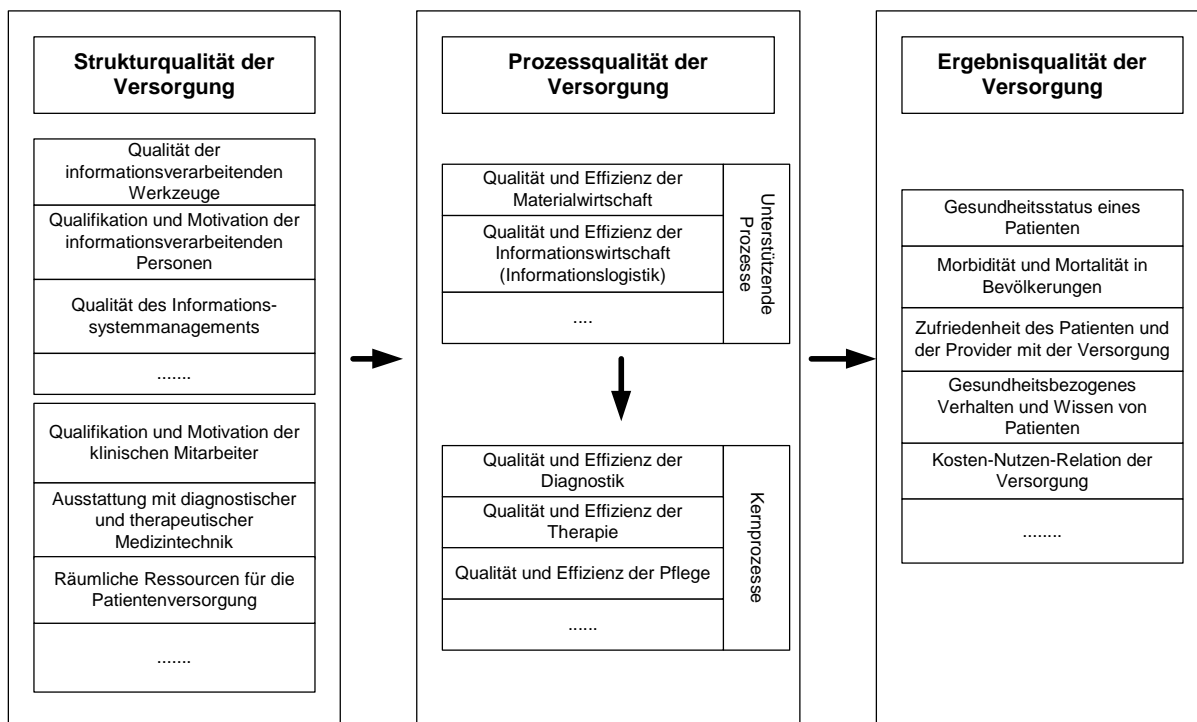 Strukturqualität der
Versorgung
Qualität der
informationsverarbeitenden
Werkzeuge
Qualifikation und Motivation der
informationsverarbeitenden
Personen
Qualität des Informations-
systemmanagements
.......
Qualifikation und Motivation der
klinischen Mitarbeiter
Ausstattung mit diagnostischer
und therapeutischer
Medizintechnik
Räumliche Ressourcen für die
Patientenversorgung
.......
Prozessqualität der
Versorgung
Qualität und Effizienz der
Materialwirtschaft
Qualität und Effizienz der
Informationswirtschaft
(Informationslogistik)
....
Unterstützende
Prozesse
Qualität und Effizienz der
Diagnostik
Qualität und Effizienz der
Therapie
Qualität und Effizienz der Pflege
......
Kernprozesse
Ergebnisqualität der
Versorgung
Gesundheitsstatus eines
Patienten
Morbidität und Mortalität in
Bevölkerungen
Zufriedenheit des Patienten und
der Provider mit der Versorgung
Gesundheitsbezogenes
Verhalten und Wissen von
Patienten
Kosten-Nutzen-Relation der
Versorgung
........